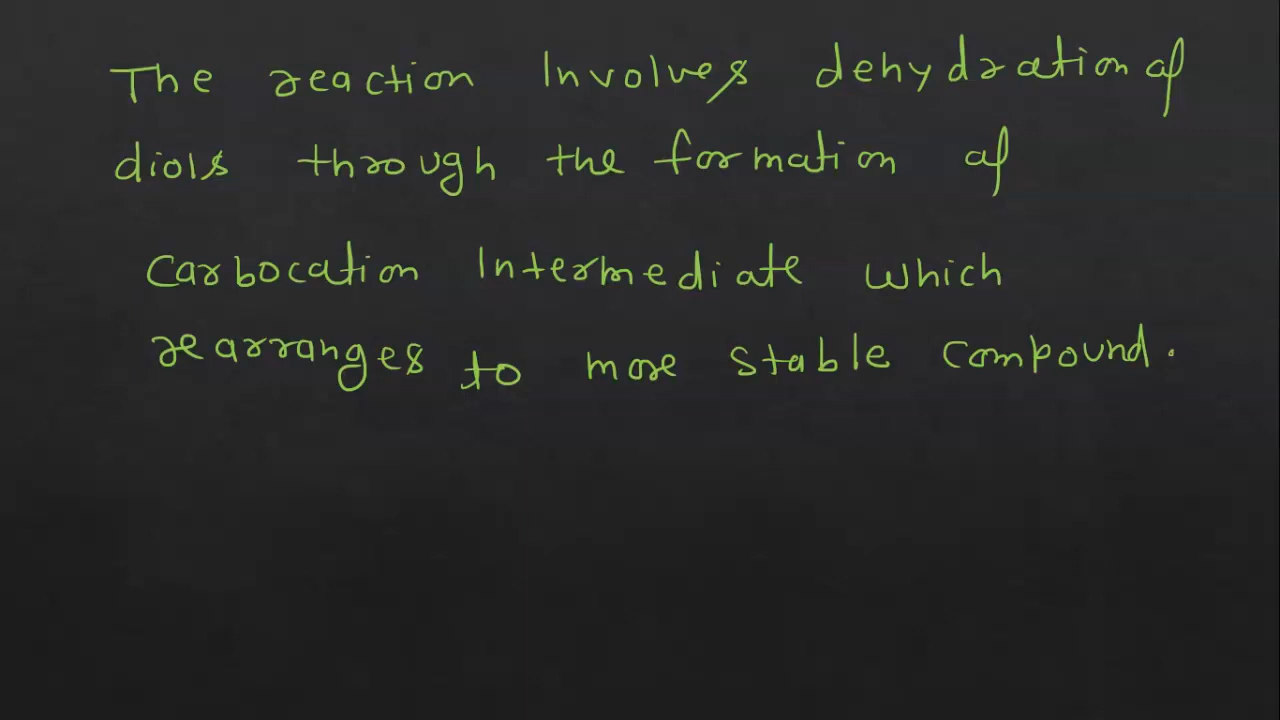 The reaction Involves dehydration of
diols through the formation of
Carbocation Intermediate which
rearranges to more stable compound.